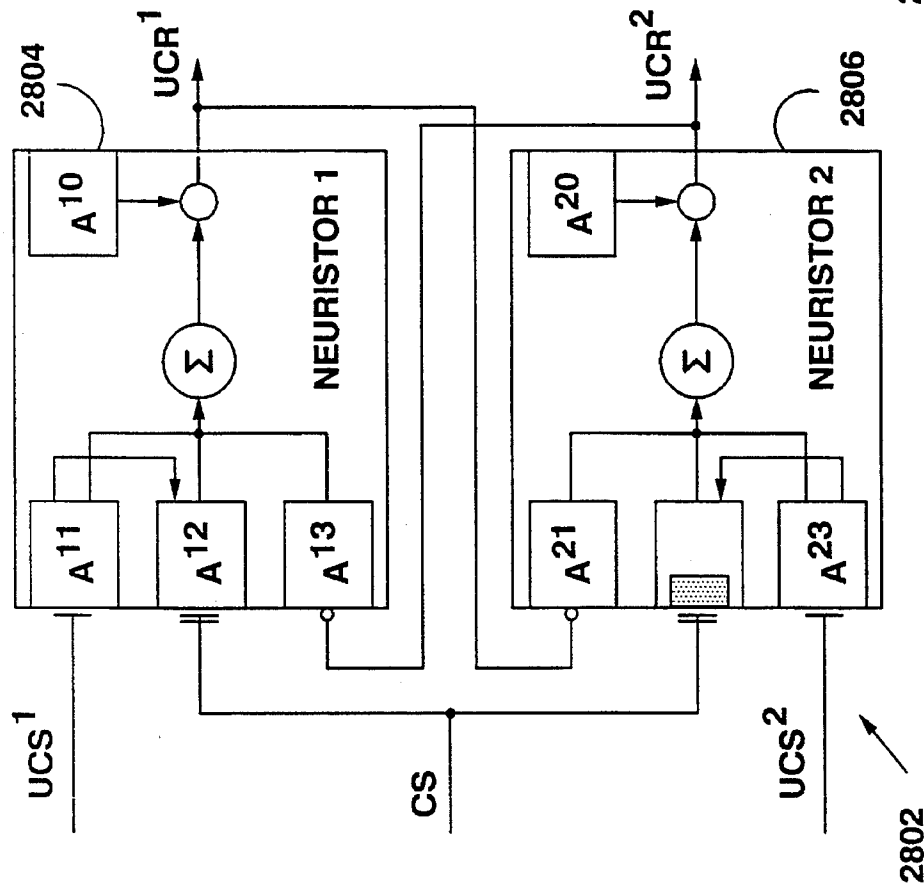 2804
UCS¹
A¹¹
A¹⁰
UCR¹
A¹²
Σ
A¹³
NEURISTOR 1
CS
A²¹
A²⁰
UCR²
Σ
A²³
NEURISTOR 2
UCS²
2806
2802